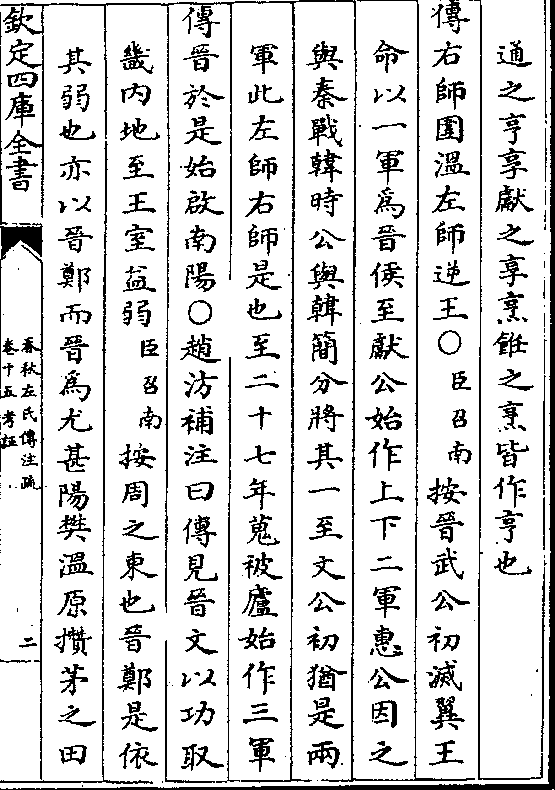 通之亨享獻之享烹飪之烹皆作亨也
傳右師圍溫左師逆王○臣召南按晉武公初滅翼王
命以一軍爲晉侯至獻公始作上下二軍惠公因之
與秦戰韓時公與韓簡分將其一至文公初猶是兩
軍此左師右師是也至二十七年蒐被廬始作三軍
傳晉於是始啟南陽○趙汸補注曰傳見晉文以功取
畿内地至王室益弱臣召南按周之東也晉鄭是依
其弱也亦以晉鄭而晉爲尤甚陽樊溫原攢茅之田
欽定四庫全書
春秋左氏傳注疏
卷十五考証
二